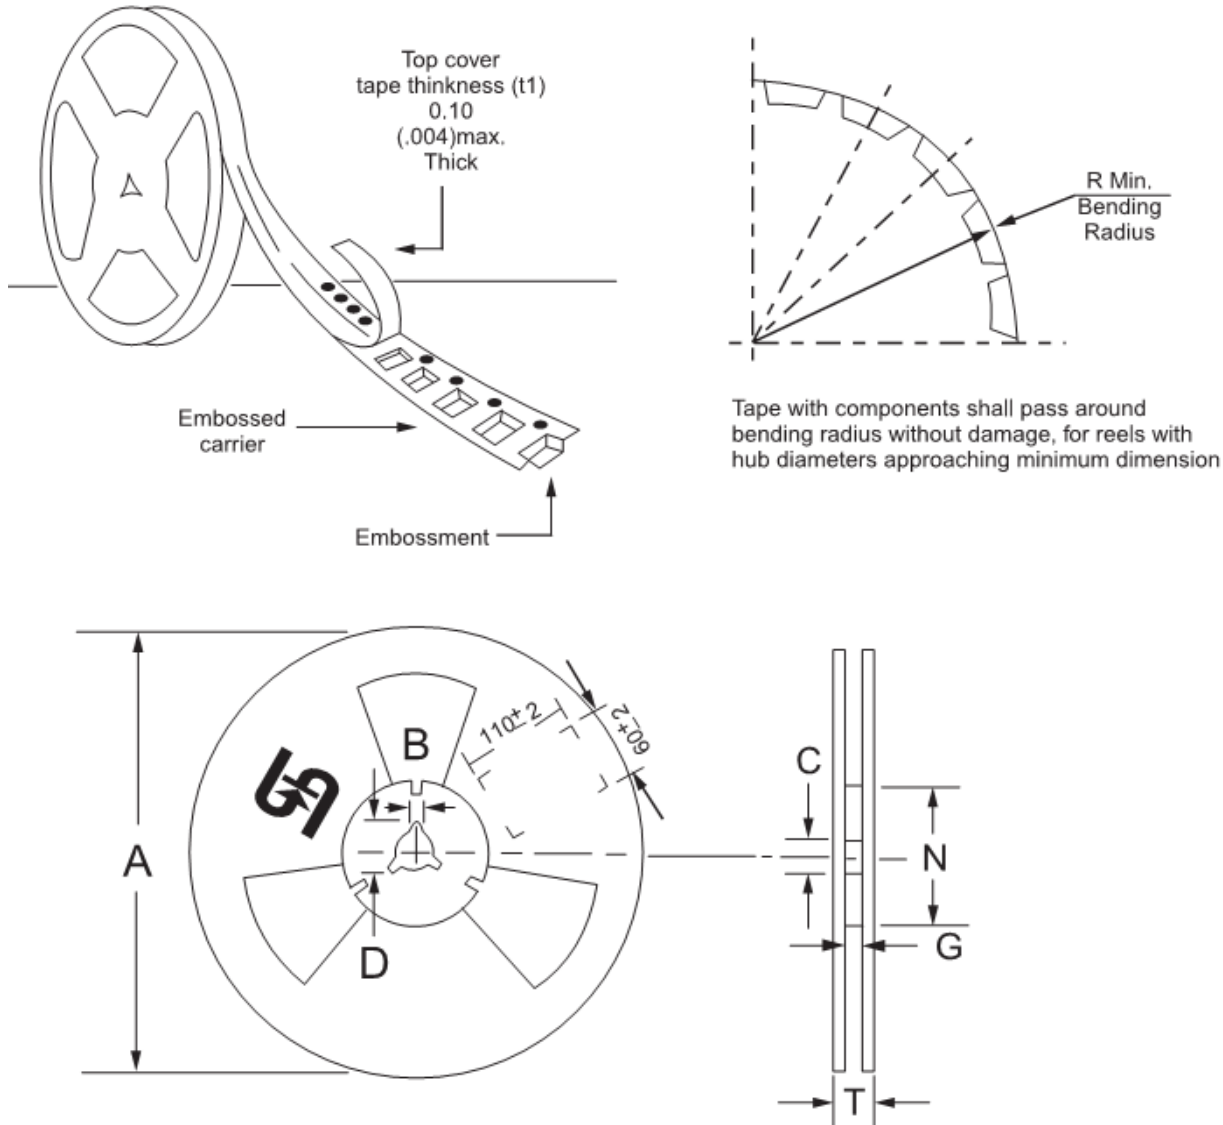 Top cover
tape thinkness (t1)
0.10
(.004)max.
Thick
Embossed
carrier
Embossment
R Min.
Bending
Radius
Tape with components shall pass around
bending radius without damage, for reels with
hub diameters approaching minimum dimension
A
B
110±2
60±2
D
C
N
G
T